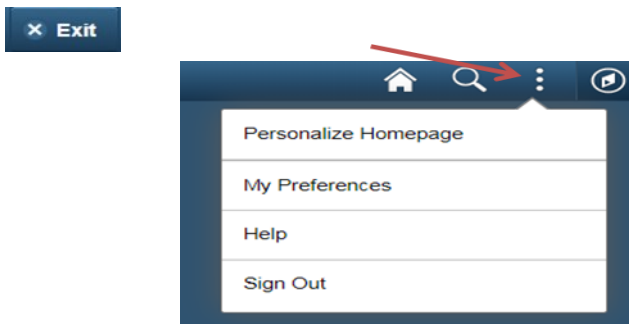 Exit
Personalize Homepage
My Preferences
Help
Sign Out